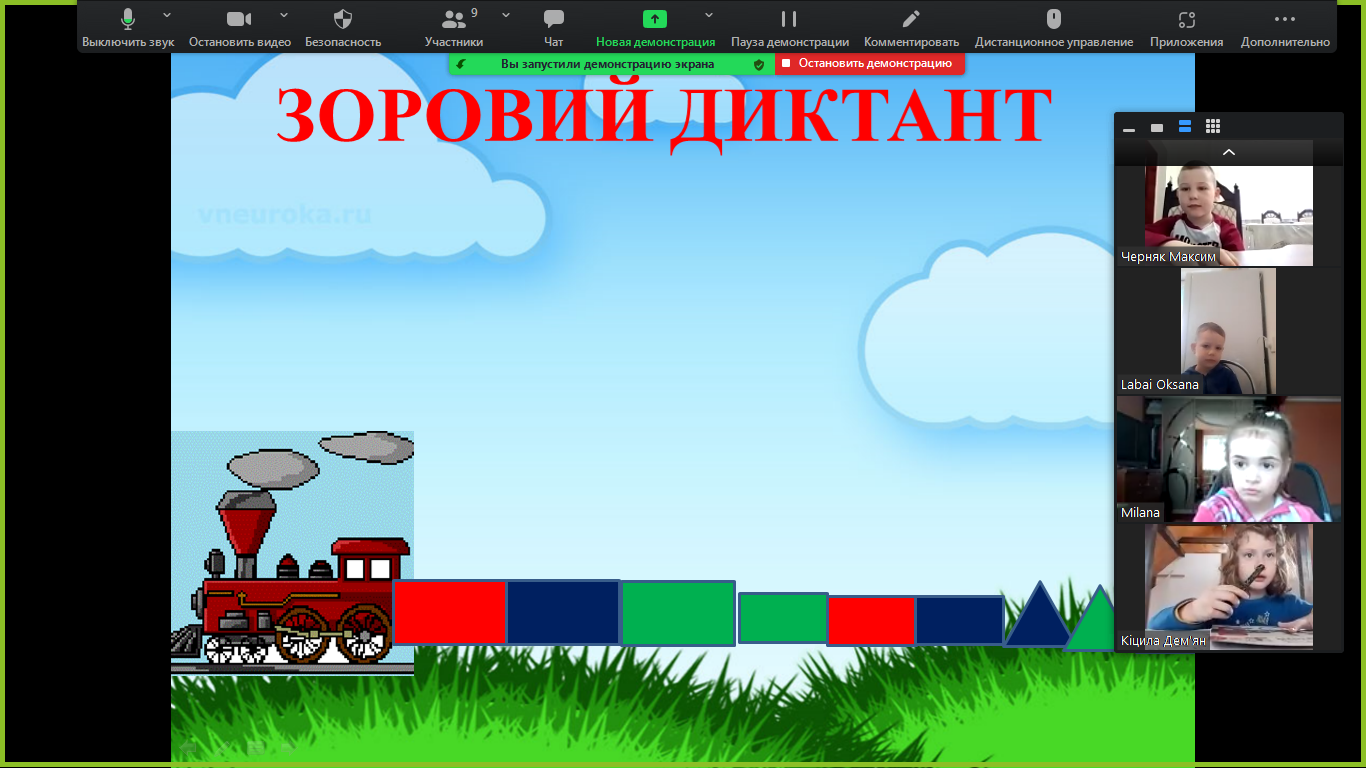 Выключить звук
Остановить видео
Безопасность
9
Участники
Чат
Новая демонстрация
Пауза демонстрации
Комментировать
Дистанционное управление
Приложения
Дополнительно
Вы запустили демонстрацию экрана
Остановить демонстрацию
ЗОРОВИЙ ДИКТАНТ
vneuroka.ru
Черняк Максим
Labai Oksana
Milana
Кіцила Дем'ян